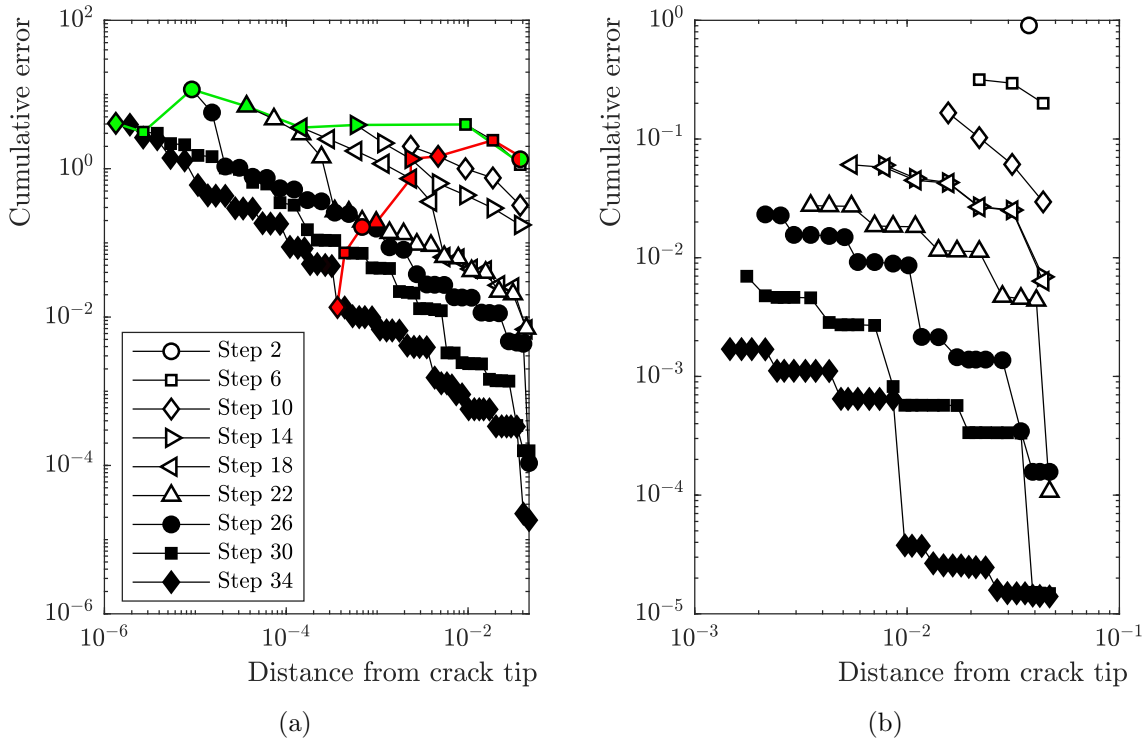 10^2
10^0
10^−2
10^−4
10^−6
Cumulative error
Step 2
Step 6
Step 10
Step 14
Step 18
Step 22
Step 26
Step 30
Step 34
10^−6
10^−4
10^−2
Distance from crack tip
(a)
10^0
10^−1
10^−2
10^−3
10^−4
10^−5
Cumulative error
10^−3
10^−2
10^−1
Distance from crack tip
(b)